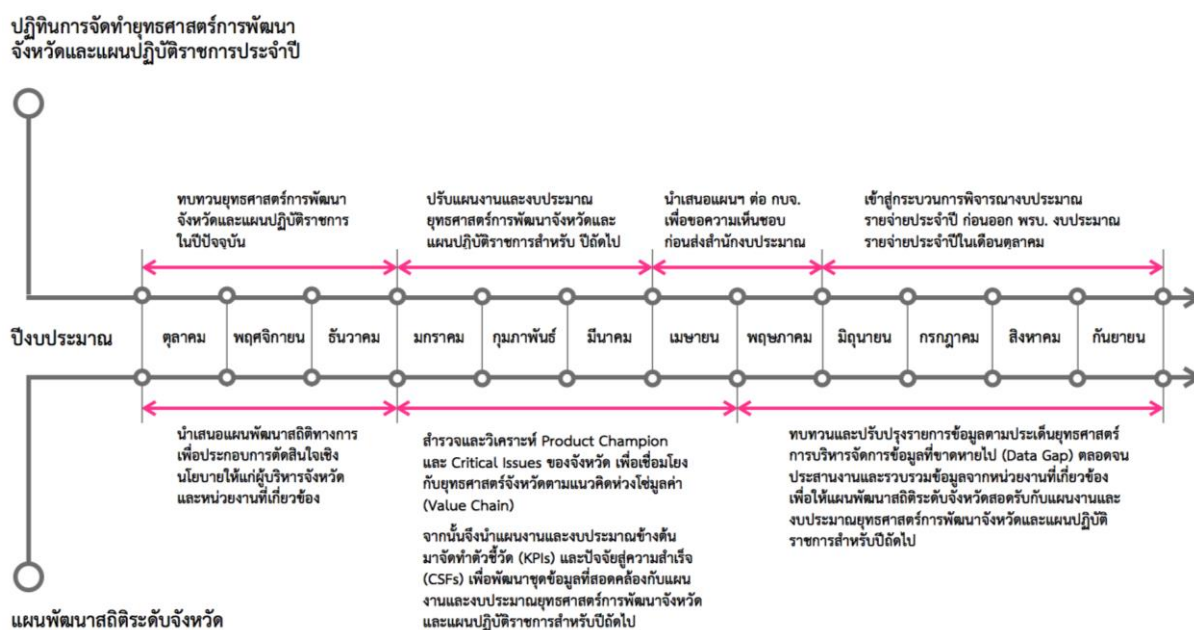 ปฏิทินการจัดทำยุทธศาสตร์การพัฒนา
จังหวัดและแผนปฏิบัติราชการประจำปี
ทบทวนยุทธศาสตร์การพัฒนา
จังหวัดและแผนปฏิบัติราชการ
ในปีปัจจุบัน
ปรับแผนงานและงบประมาณ
ยุทธศาสตร์การพัฒนาจังหวัดและ
แผนปฏิบัติราชการสำหรับ ปีถัดไป
นำเสนอแผนฯ ต่อ กบจ.
เพื่อขอความเห็นชอบ
ก่อนส่งสำนักงบประมาณ
เข้าสู่กระบวนการพิจารณางบประมาณ
รายจ่ายประจำปี ก่อนออก พรบ. งบประมาณ
รายจ่ายประจำปีในเดือนตุลาคม
ปีงบประมาณ
ตุลาคม
พฤศจิกายน
ธันวาคม
มกราคม
กุมภาพันธ์
มีนาคม
เมษายน
พฤษภาคม
มิถุนายน
กรกฎาคม
สิงหาคม
กันยายน
นำเสนอแผนพัฒนาสถิติทางการ
เพื่อประกอบการตัดสินใจเชิง
นโยบายให้แก่ผู้บริหารจังหวัด
และหน่วยงานที่เกี่ยวข้อง
สำรวจและวิเคราะห์ Product Champion
และ Critical Issues ของจังหวัด เพื่อเชื่อมโยง
กับยุทธศาสตร์จังหวัดตามแนวคิดห่วงโซ่มูลค่า
(Value Chain)
จากนั้นจึงนำแผนงานและงบประมาณข้างต้น
มาจัดทำตัวชี้วัด (KPIs) และปัจจัยสู่ความสำเร็จ
(CSFs) เพื่อพัฒนาชุดข้อมูลที่สอดคล้องกับแผน
งานและงบประมาณยุทธศาสตร์การพัฒนาจังหวัด
และแผนปฏิบัติราชการสำหรับปีถัดไป
ทบทวนและปรับปรุงรายการข้อมูลตามประเด็นยุทธศาสตร์
การบริหารจัดการข้อมูลที่ขาดหายไป (Data Gap) ตลอดจน
ประสานงานและรวบรวมข้อมูลจากหน่วยงานที่เกี่ยวข้อง
เพื่อให้แผนพัฒนาสถิติระดับจังหวัดสอดรับกับแผนงานและ
งบประมาณยุทธศาสตร์การพัฒนาจังหวัดและแผนปฏิบัติ
ราชการสำหรับปีถัดไป
แผนพัฒนาสถิติระดับจังหวัด